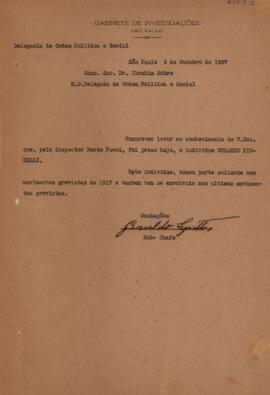 GABINETE DE INVESTIGAÇÕES
SÃO PAULO
Delegacia de Ordem Politica e Social
São Paulo 5 de Outubro de 1927
Exmo. Snr. Dr. Ibrahim Nobre
M.D.Delegado de Ordem Politica e Social
Cumpre-me levar ao conhecimento de V.Exc.
que, pelo inspector Bento Pucci, foi preso hoje, o individuo ORLANDO PIC-
NELLI.
Este individuo, tomou parte saliente nos
movimentos grevistas de 1917 e tambem tem se envolvido nos ultimos movimen-
tos grevistas.
Saudações
Sub- Chefe